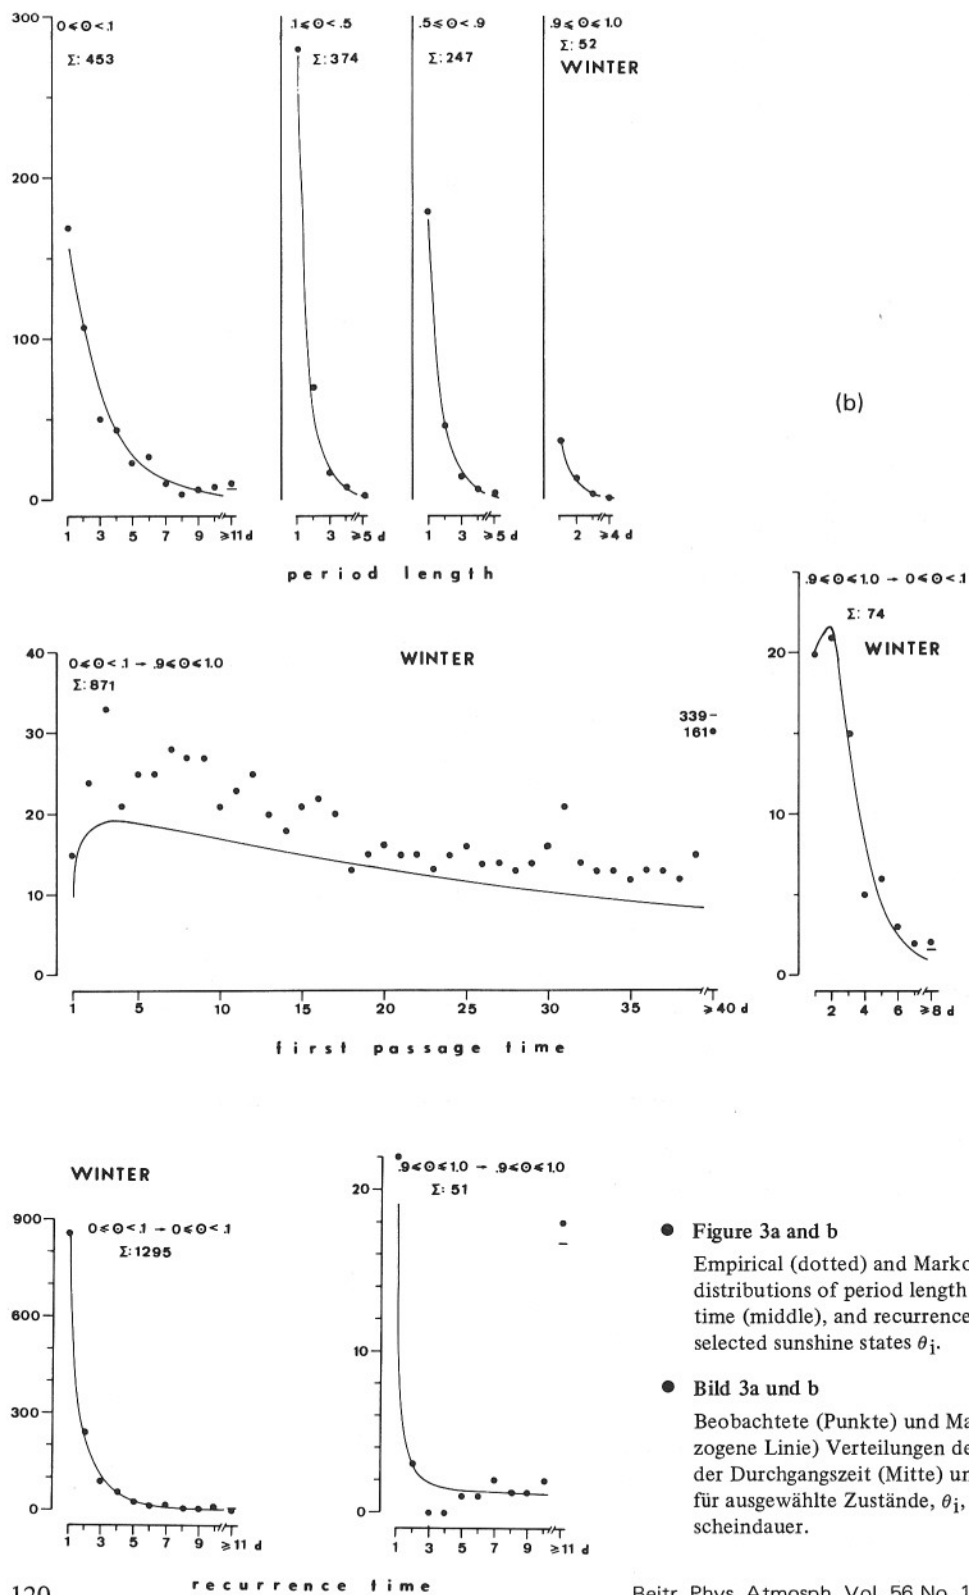 300
0≤Θ<.1
.1≤Θ<.5
.5≤Θ<.9
.9≤Θ≤1.0
Σ: 453
Σ: 374
Σ: 247
Σ: 52
WINTER
200
100
0
(b)
1 3 5 7 9 ≥11 d
1 3 ≥5 d
1 3 ≥5 d
2 ≥4 d
period length
40
0≤Θ<.1 → .9≤Θ≤1.0
Σ: 871
WINTER
339
161
30
20
10
0
1 5 10 15 20 25 30 35 ≥40 d
first passage time
.9≤Θ≤1.0 → 0≤Θ<.1
Σ: 74
WINTER
20
10
0
2 4 6 ≥8 d
WINTER
900
0≤Θ<.1 → 0≤Θ<.1
Σ:1295
600
300
0
1 3 5 7 9 ≥11 d
.9≤Θ≤1.0 → .9≤Θ≤1.0
Σ: 51
20
10
0
1 3 5 7 9 ≥11 d
recurrence time
● Figure 3a and b
Empirical (dotted) and Marko
distributions of period length
time (middle), and recurrence
selected sunshine states θi.
● Bild 3a und b
Beobachtete (Punkte) und Ma
zogene Linie) Verteilungen de
der Durchgangszeit (Mitte) un
für ausgewählte Zustände, θi,
scheindauer.
120
Beitr. Phys. Atmosph. Vol. 56 No. 1